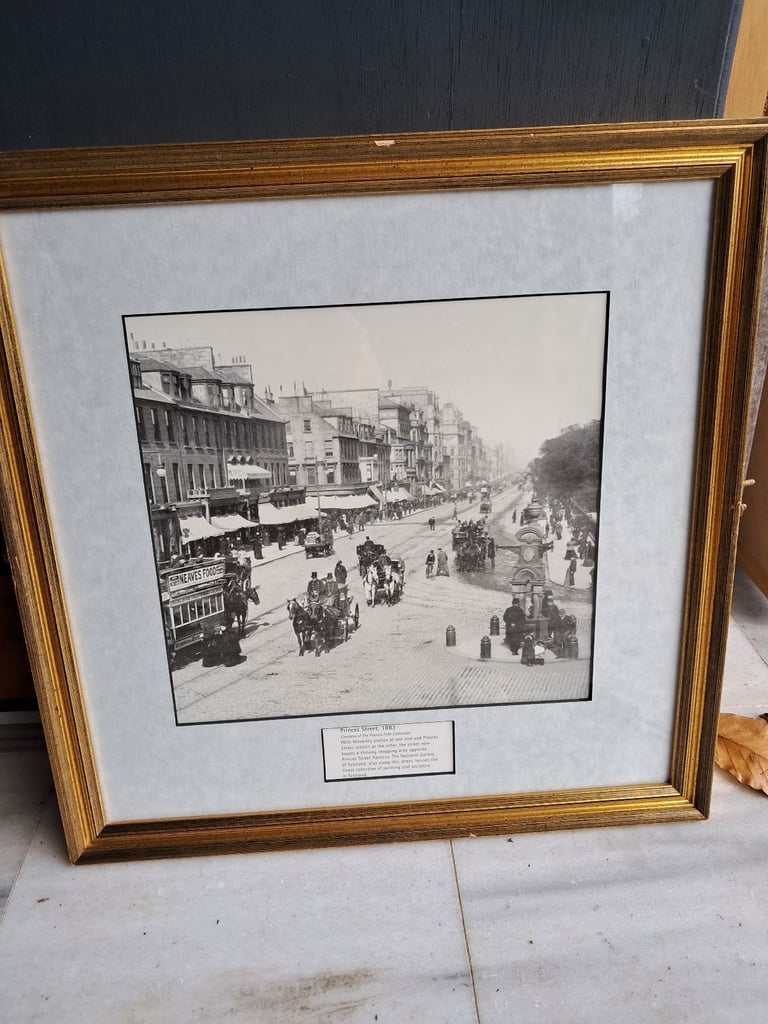 NEAVES FOOD
Princes Street, 1883
Courtesy of The Francis Frith Collection
With Waverley station at one end and Princes
Street station at the other, the street now
boasts a thriving shopping area opposite
Princes Street Gardens. The National Gallery
of Scotland, also along this street, houses the
finest collection of painting and sculpture
in Scotland.